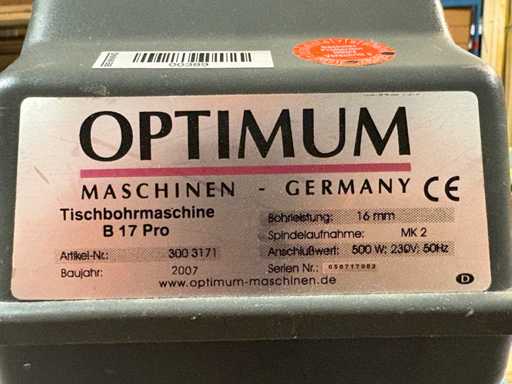 00389
OPTIMUM
MASCHINEN - GERMANY CE
Tischbohrmaschine
B 17 Pro
Artikel-Nr.: 300 3171
Baujahr: 2007
Bohrleistung: 16 mm
Spindelaufnahme: MK 2
Anschlußwert: 500 W; 230V; 50Hz
Serien Nr.:
www.optimum-maschinen.de
D